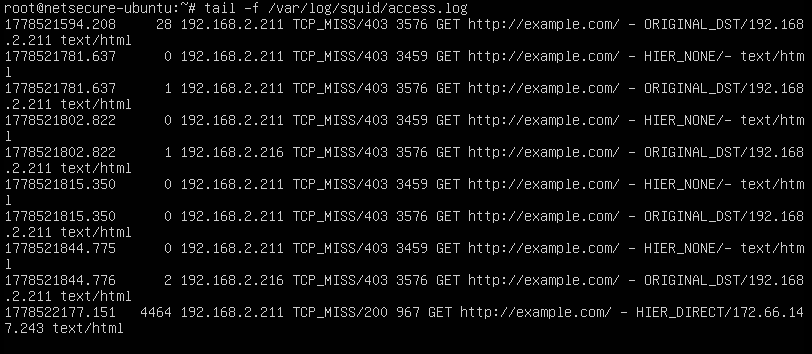 root@netsecure-ubuntu:~# tail -f /var/log/squid/access.log
1778521594.208     28 192.168.2.211 TCP_MISS/403 3576 GET http://example.com/ - ORIGINAL_DST/192.168
.2.211 text/html
1778521781.637      0 192.168.2.211 TCP_MISS/403 3459 GET http://example.com/ - HIER_NONE/- text/htm
l
1778521781.637      1 192.168.2.211 TCP_MISS/403 3576 GET http://example.com/ - ORIGINAL_DST/192.168
.2.211 text/html
1778521802.822      0 192.168.2.211 TCP_MISS/403 3459 GET http://example.com/ - HIER_NONE/- text/htm
l
1778521802.822      1 192.168.2.216 TCP_MISS/403 3576 GET http://example.com/ - ORIGINAL_DST/192.168
.2.211 text/html
1778521815.350      0 192.168.2.211 TCP_MISS/403 3459 GET http://example.com/ - HIER_NONE/- text/htm
l
1778521815.350      0 192.168.2.211 TCP_MISS/403 3576 GET http://example.com/ - ORIGINAL_DST/192.168
.2.211 text/html
1778521844.775      0 192.168.2.211 TCP_MISS/403 3459 GET http://example.com/ - HIER_NONE/- text/htm
l
1778521844.776      2 192.168.2.216 TCP_MISS/403 3576 GET http://example.com/ - ORIGINAL_DST/192.168
.2.211 text/html
1778522177.151   4464 192.168.2.211 TCP_MISS/200 967 GET http://example.com/ - HIER_DIRECT/172.66.14
7.243 text/html